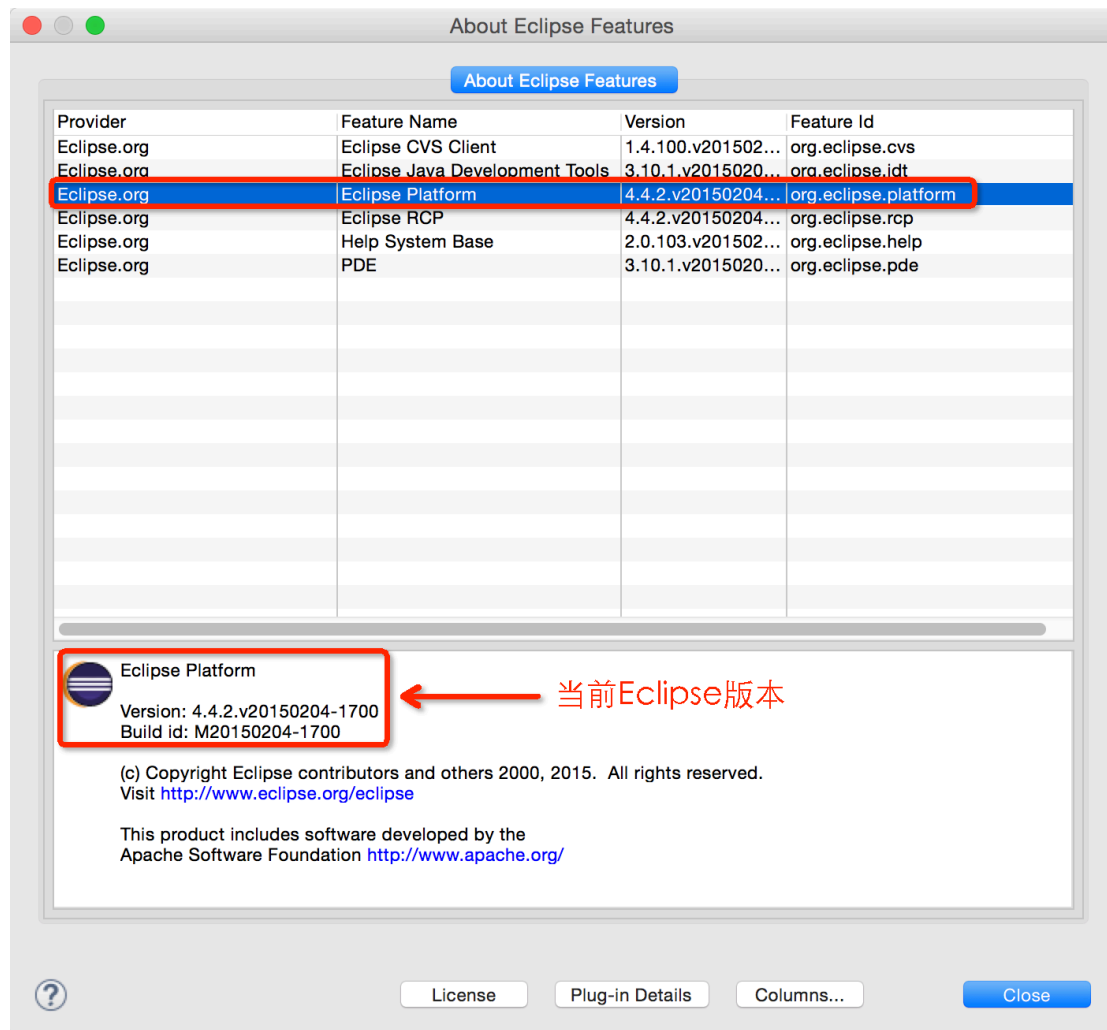 About Eclipse Features
About Eclipse Features
Provider Feature Name Version Feature Id
Eclipse.org Eclipse CVS Client 1.4.100.v201502... org.eclipse.cvs
Eclipse.org Eclipse Java Development Tools 3.10.1.v2015020... org.eclipse.jdt
Eclipse.org Eclipse Platform 4.4.2.v20150204... org.eclipse.platform
Eclipse.org Eclipse RCP 4.4.2.v20150204... org.eclipse.rcp
Eclipse.org Help System Base 2.0.103.v201502... org.eclipse.help
Eclipse.org PDE 3.10.1.v2015020... org.eclipse.pde
Eclipse Platform
当前Eclipse版本
Version: 4.4.2.v20150204-1700
Build id: M20150204-1700
(c) Copyright Eclipse contributors and others 2000, 2015.  All rights reserved.
Visit http://www.eclipse.org/eclipse
This product includes software developed by the
Apache Software Foundation http://www.apache.org/
?
License Plug-in Details Columns... Close